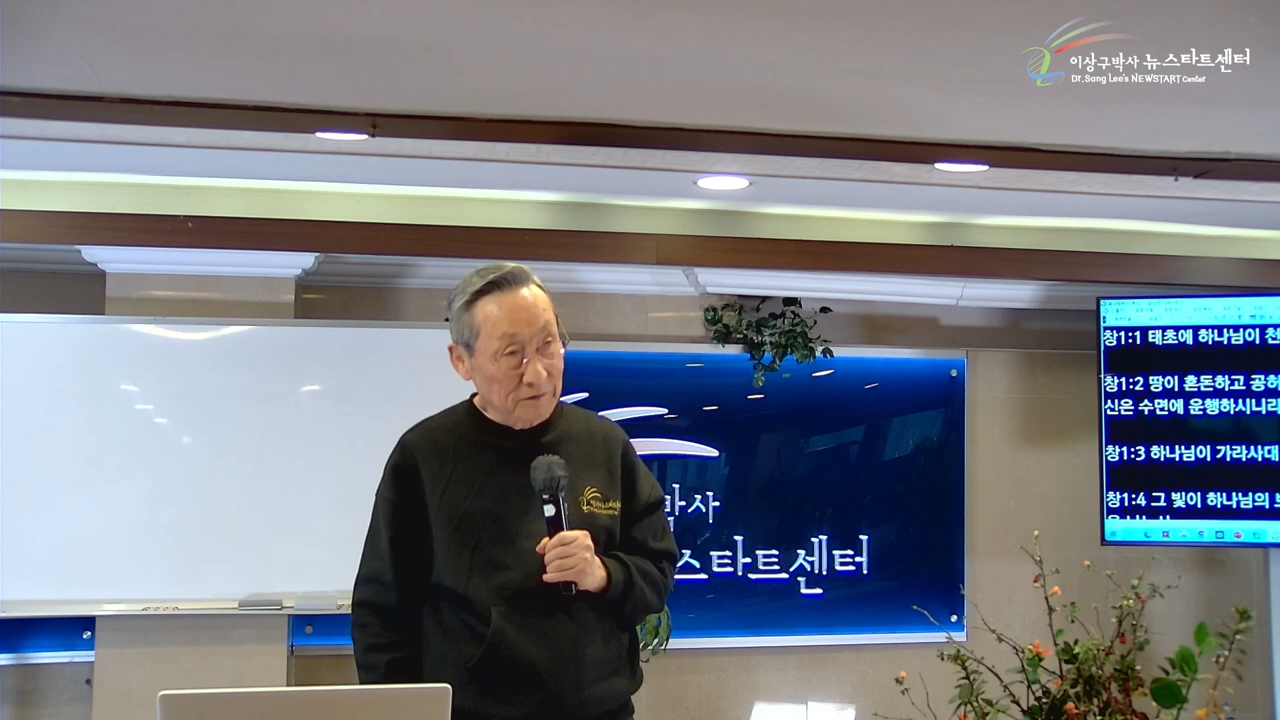 이상구박사 뉴스타트센터
Dr. Sang Lee's NEWSTART Center
창1:1 태초에 하나님이 천
창1:2 땅이 혼돈하고 공허
신은 수면에 운행하시니라
창1:3 하나님이 가라사대
창1:4 그 빛이 하나님의 보
박사
스타트센터